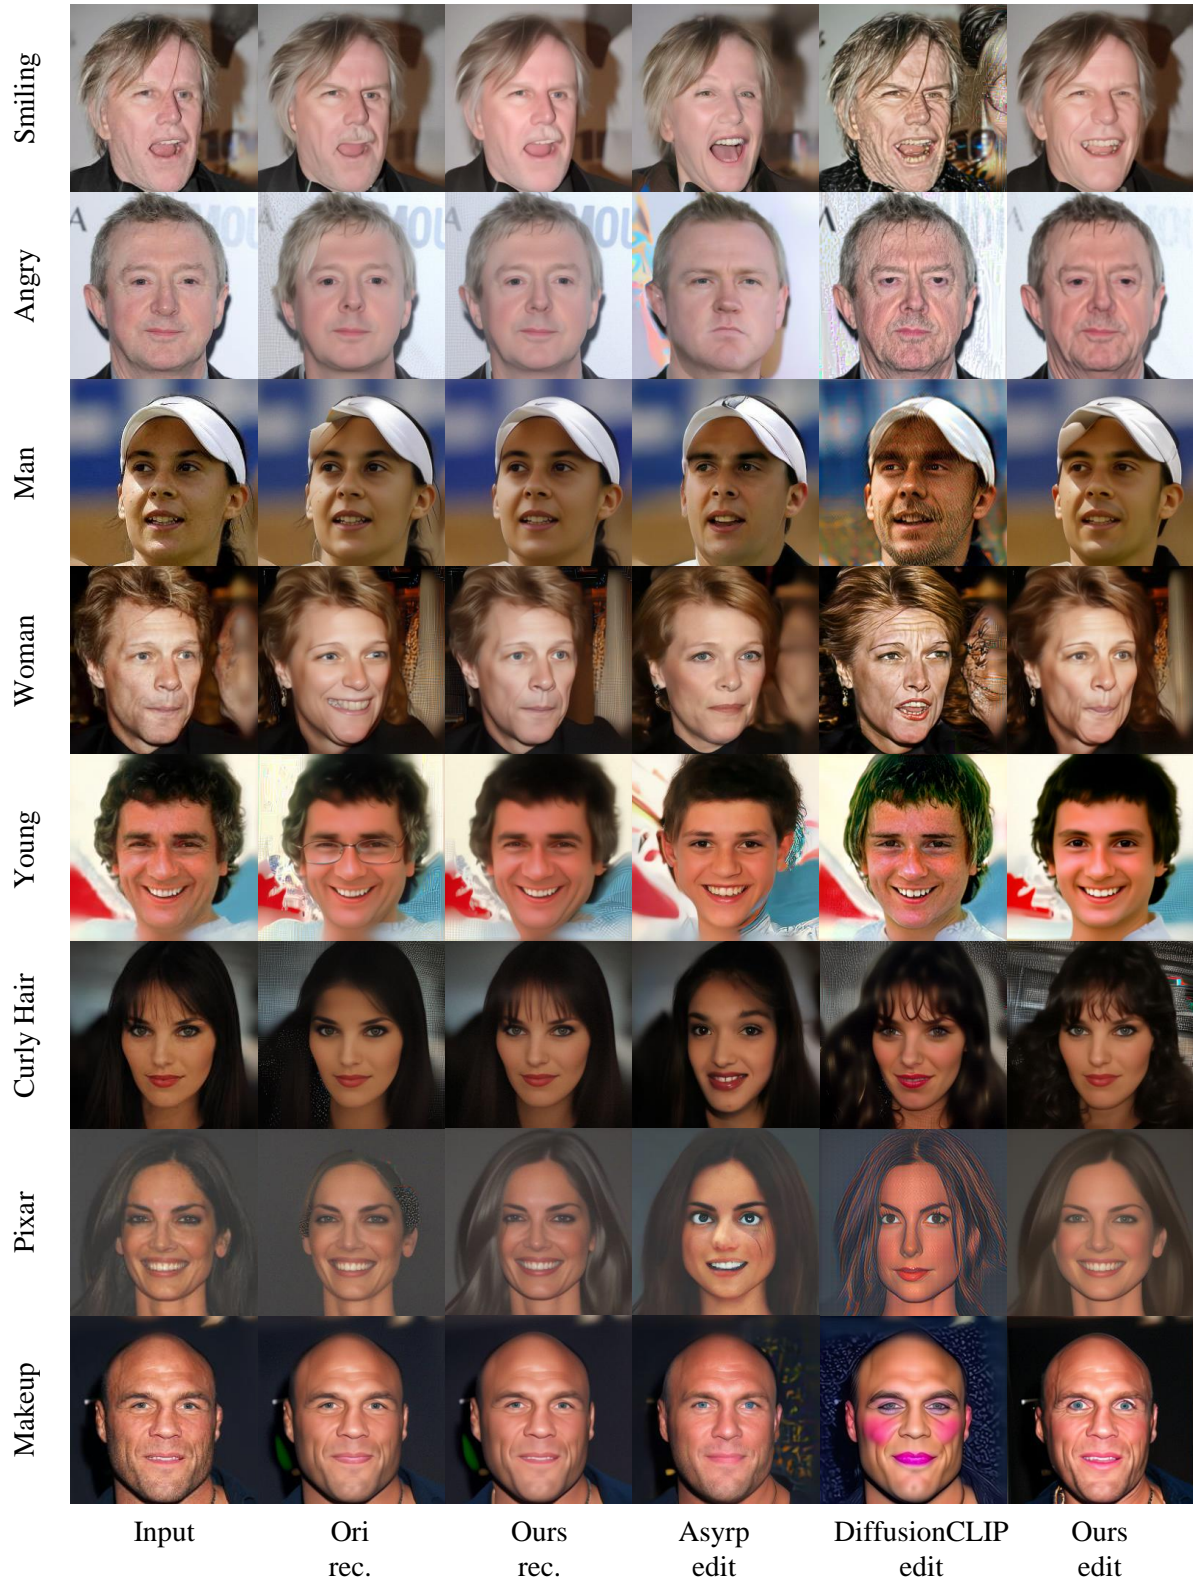 Smiling
Angry
Man
Woman
Young
Curly Hair
Pixar
Makeup
Input
Ori
rec.
Ours
rec.
Asyrp
edit
DiffusionCLIP
edit
Ours
edit